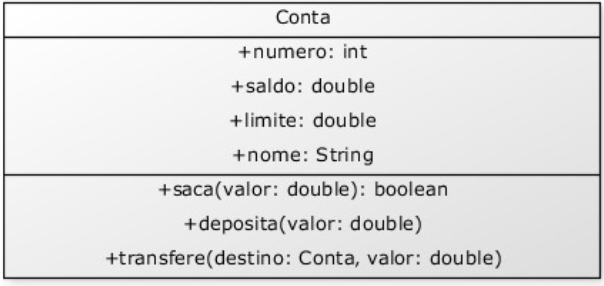 Conta
+numero: int
+saldo: double
+limite: double
+nome: String
+saca(valor: double): boolean
+deposita(valor: double)
+transfere(destino: Conta, valor: double)